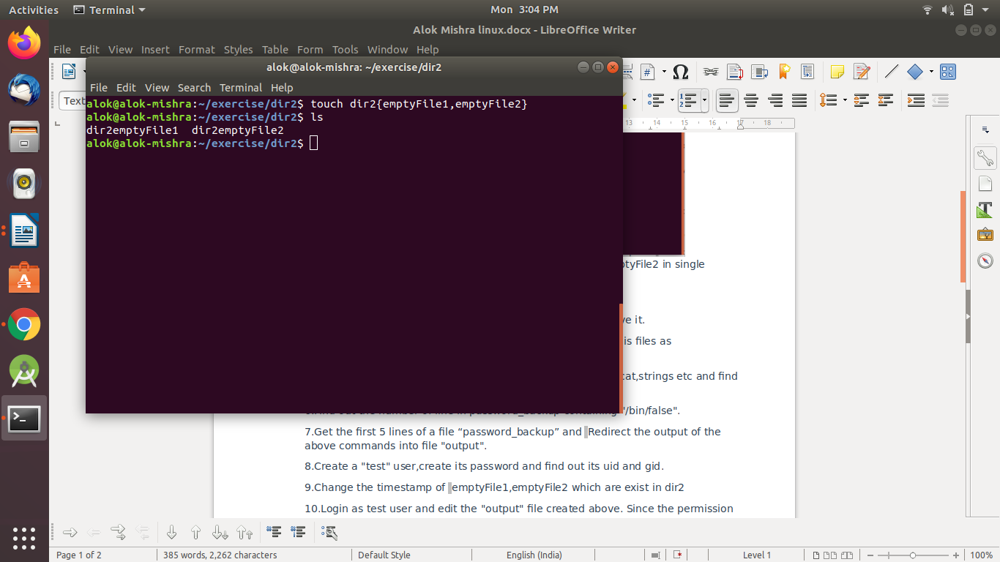 Activities Terminal Mon 3:04 PM
Alok Mishra linux.docx - LibreOffice Writer
File Edit View Insert Format Styles Table Form Tools Window Help
alok@alok-mishra: ~/exercise/dir2
File Edit View Search Terminal Help
Text
alok@alok-mishra:~/exercise/dir2$ touch dir2{emptyFile1,emptyFile2}
alok@alok-mishra:~/exercise/dir2$ ls
dir2emptyFile1 dir2emptyFile2
alok@alok-mishra:~/exercise/dir2$
13 14 15 16 17 18
ptyFile2 in single
ve it.
is files as
cat,strings etc and find
"/bin/false".
7.Get the first 5 lines of a file “password_backup” and Redirect the output of the
above commands into file "output".
8.Create a "test" user,create its password and find out its uid and gid.
9.Change the timestamp of emptyFile1,emptyFile2 which are exist in dir2
10.Login as test user and edit the "output" file created above. Since the permission
Page 1 of 2 385 words, 2,262 characters Default Style English (India) Level 1 100%